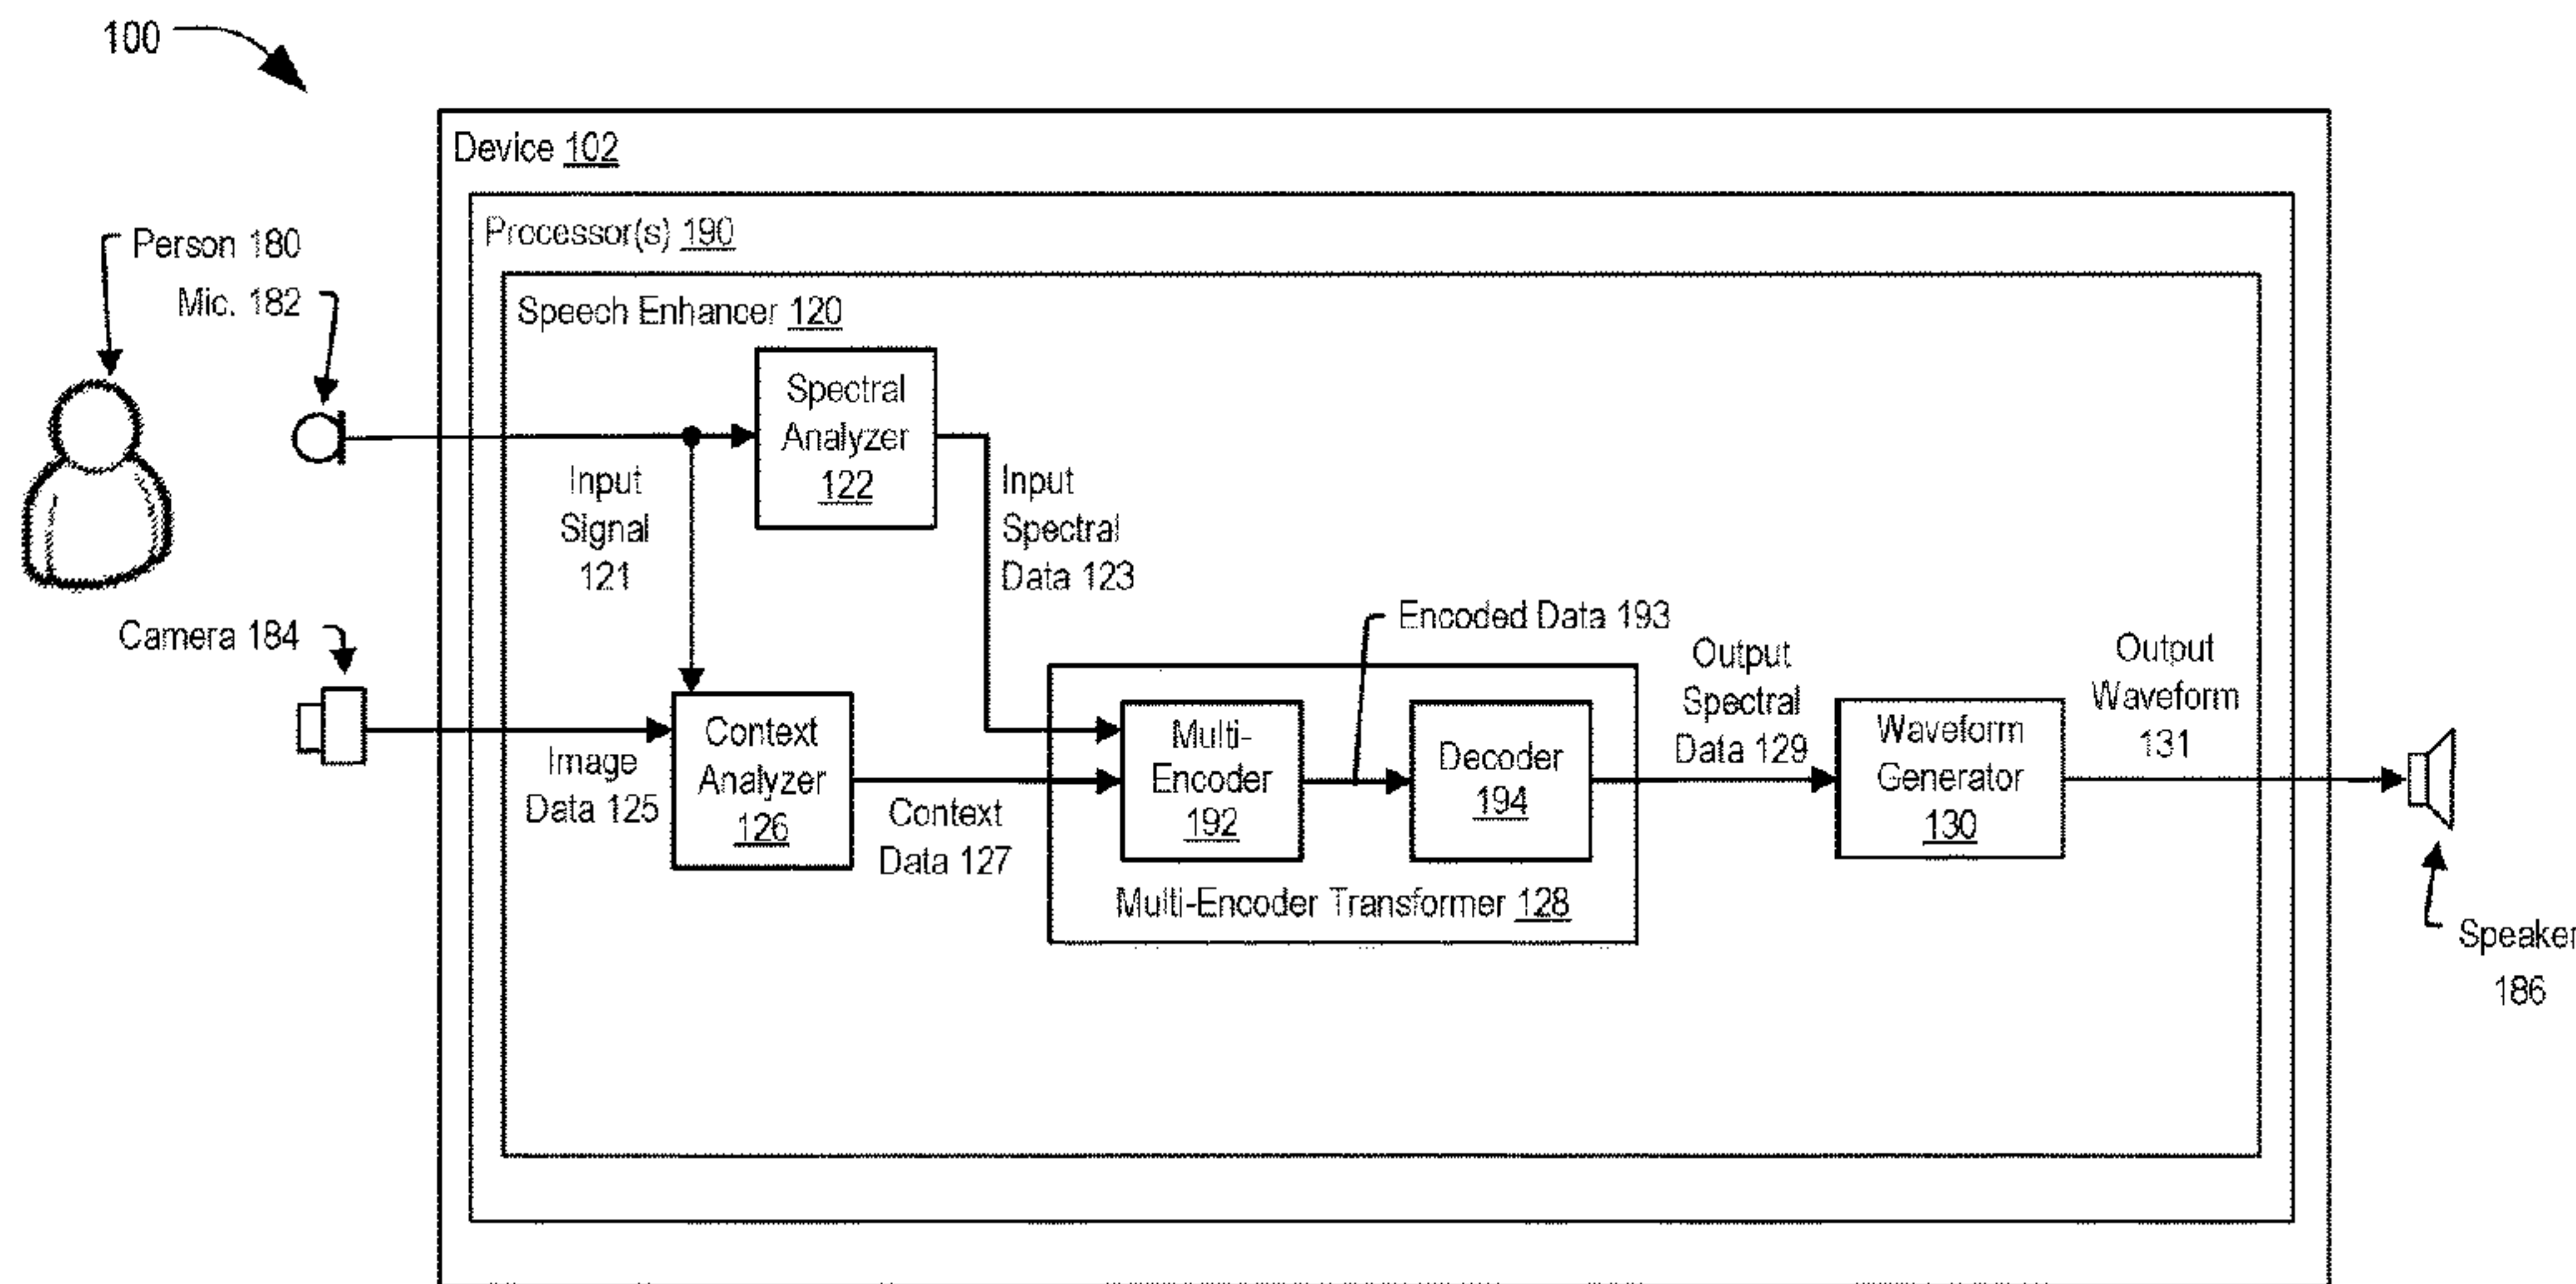 100
Device 102
Processor(s) 190
Person 180
Mic. 182
Speech Enhancer 120
Spectral
Analyzer
122
Input
Signal
121
Input
Spectral
Data 123
Camera 184
Encoded Data 193
Output
Spectral
Data 129
Output
Waveform
131
Image
Data 125
Context
Analyzer
126
Context
Data 127
Multi-
Encoder
192
Decoder
194
Multi-Encoder Transformer 128
Waveform
Generator
130
Speaker
186